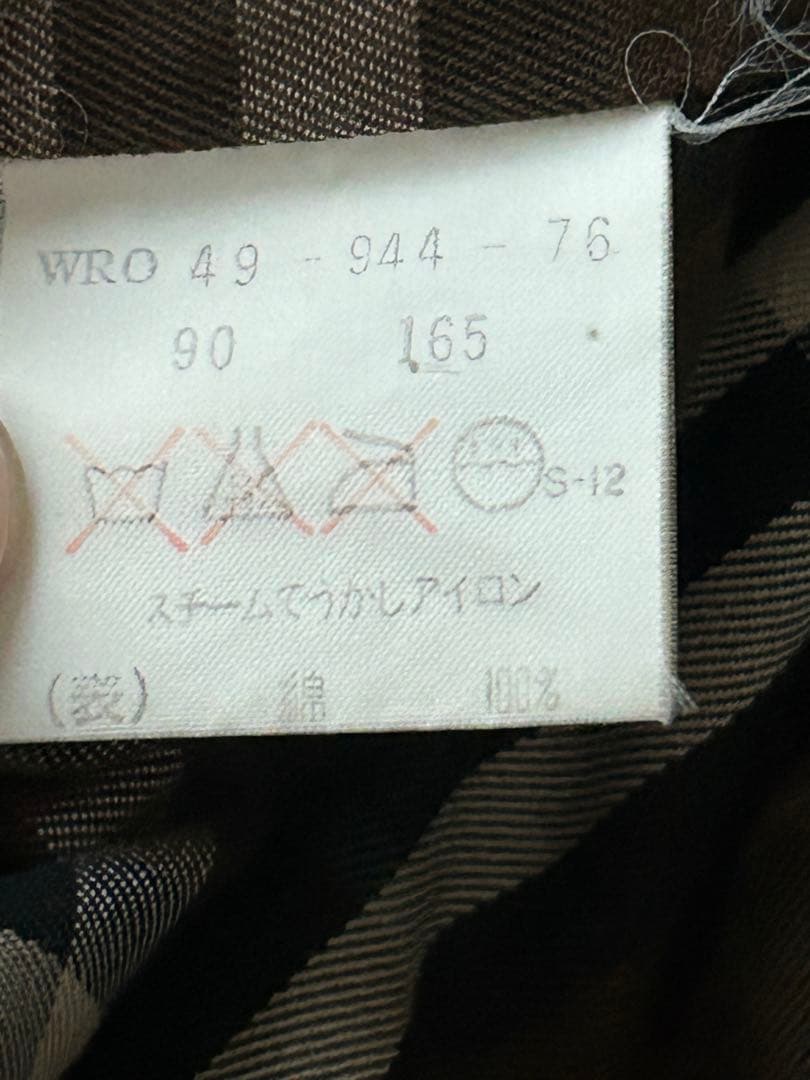 WRO 49 - 944 - 76
90 165
S-12
スチームでうかしアイロン
(表) 綿 100%